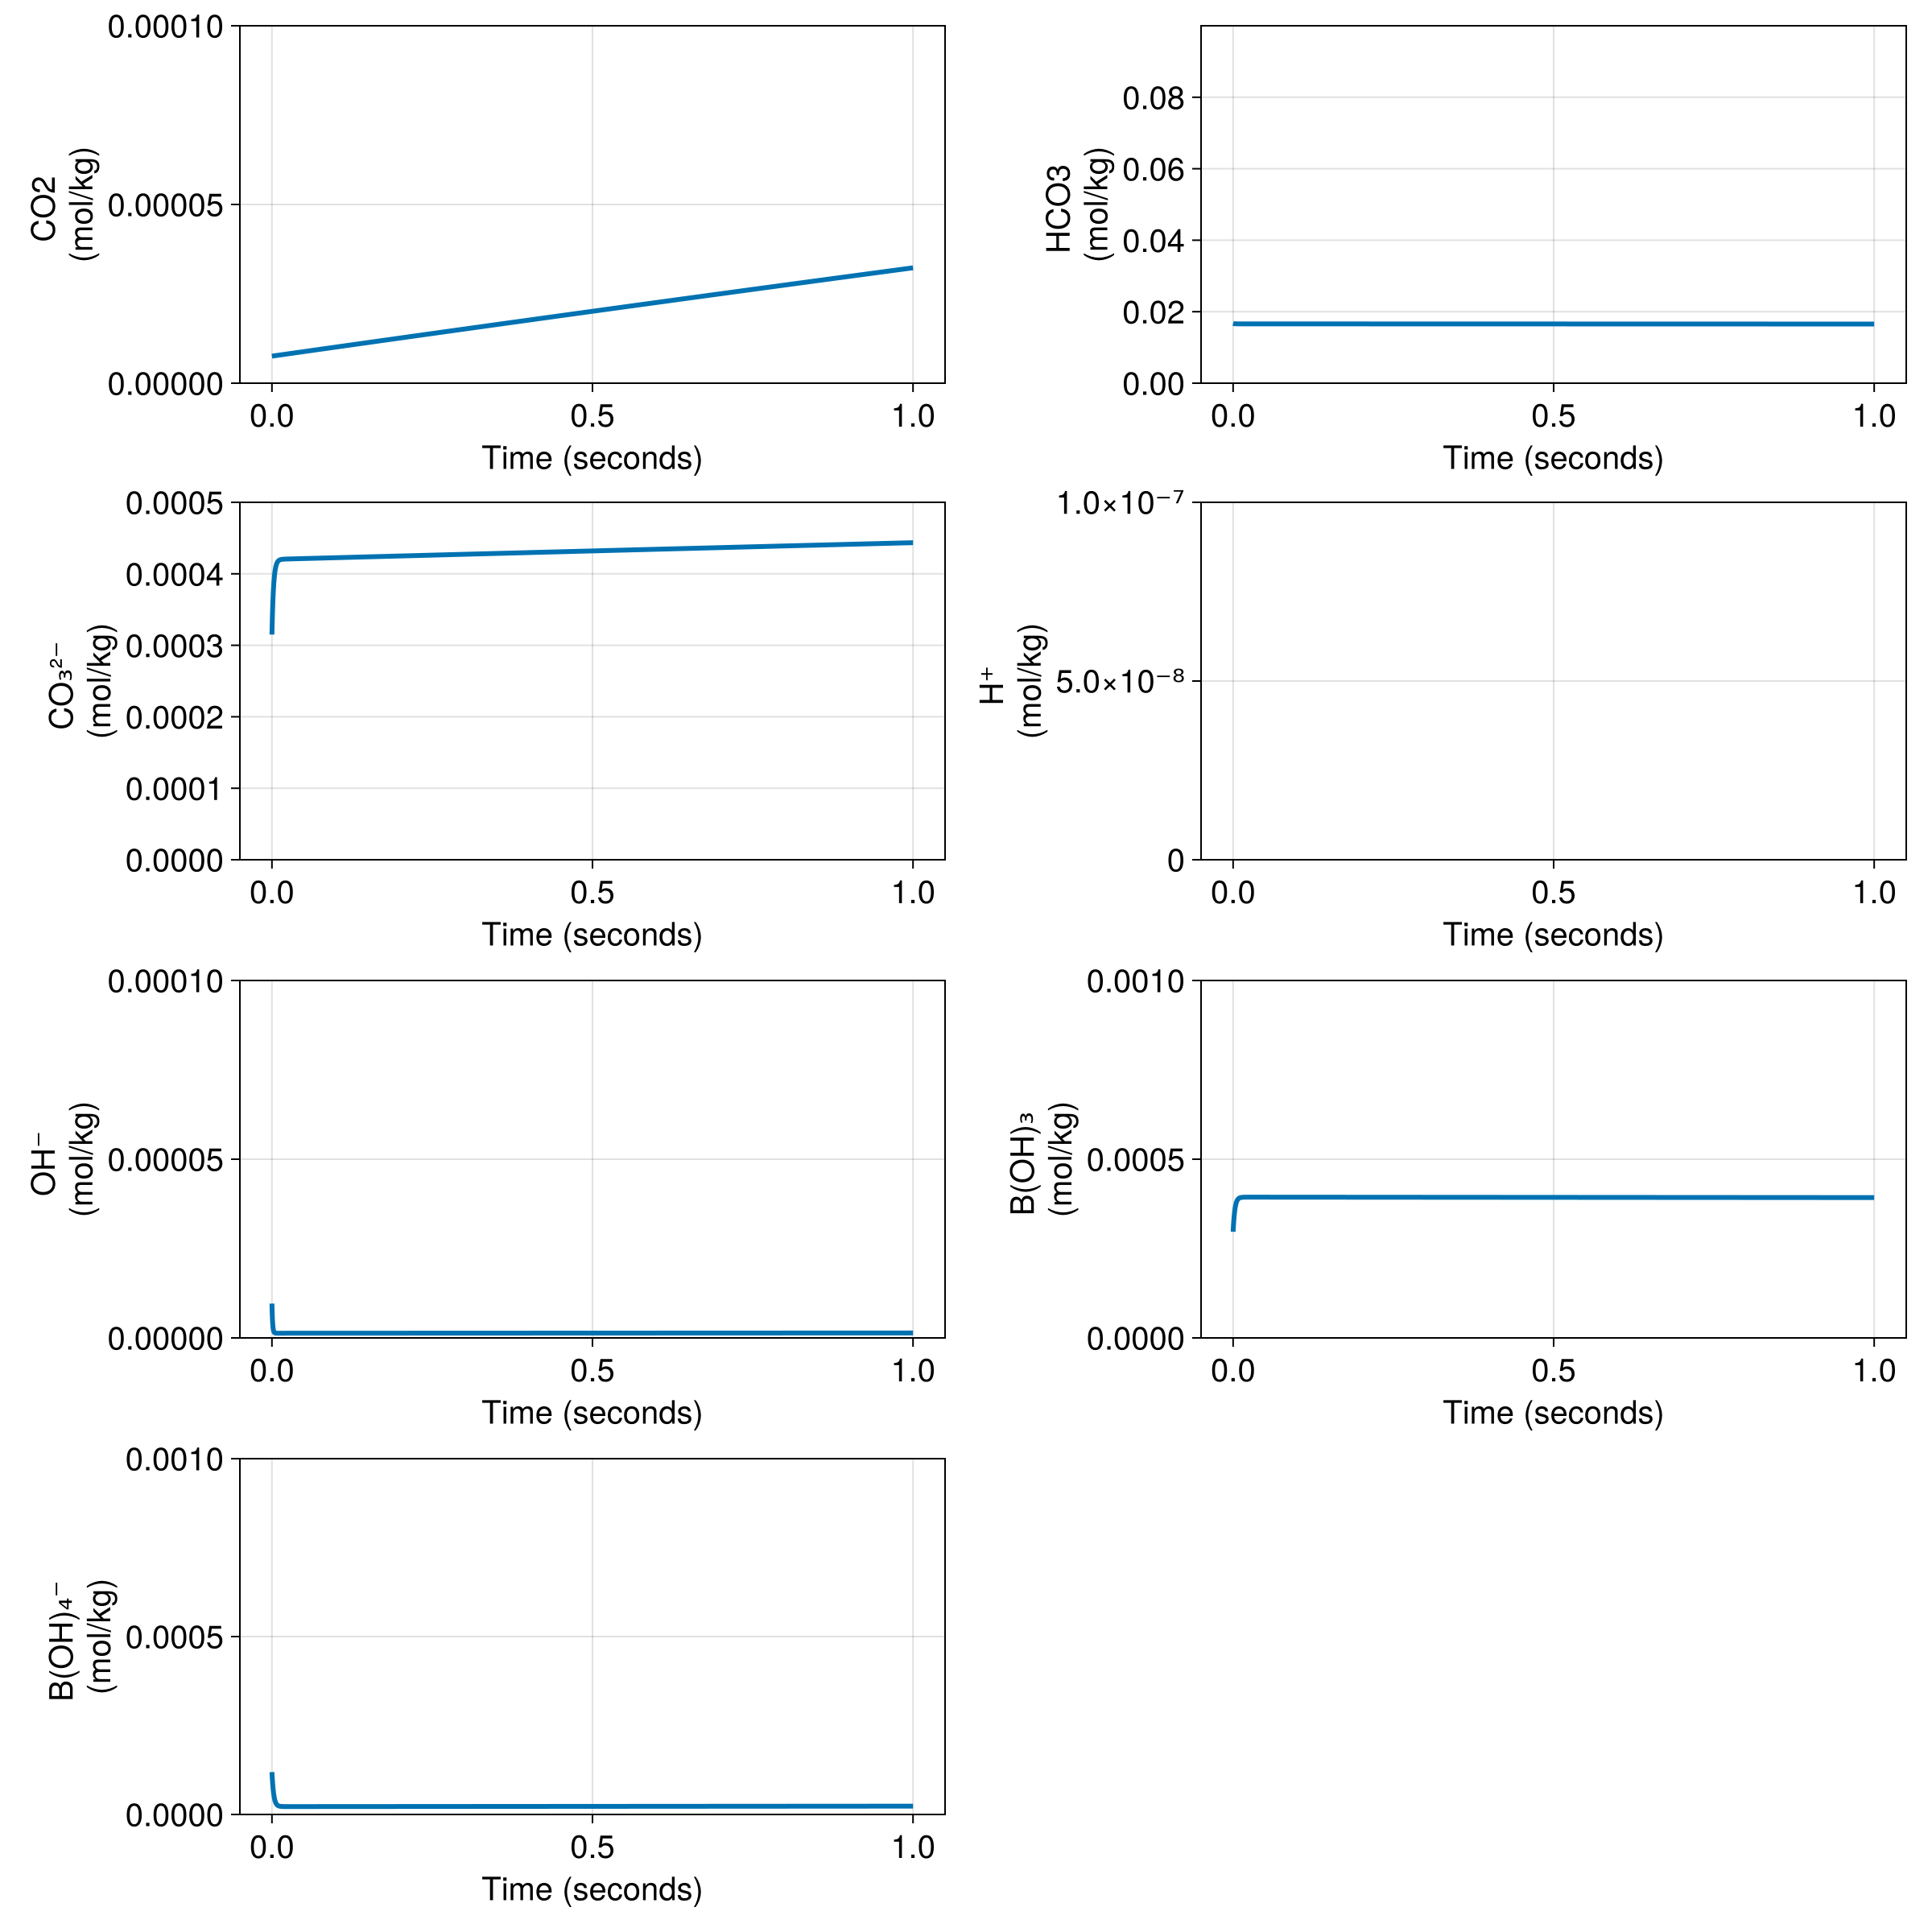 CO2
(mol/kg)
0.00010
0.00005
0.00000
0.0 0.5 1.0
Time (seconds)
HCO3
(mol/kg)
0.08
0.06
0.04
0.02
0.00
0.0 0.5 1.0
Time (seconds)
CO₃²⁻
(mol/kg)
0.0005
0.0004
0.0003
0.0002
0.0001
0.0000
0.0 0.5 1.0
Time (seconds)
H⁺
(mol/kg)
1.0×10⁻⁷
5.0×10⁻⁸
0
0.0 0.5 1.0
Time (seconds)
OH⁻
(mol/kg)
0.00010
0.00005
0.00000
0.0 0.5 1.0
Time (seconds)
B(OH)₃
(mol/kg)
0.0010
0.0005
0.0000
0.0 0.5 1.0
Time (seconds)
B(OH)₄⁻
(mol/kg)
0.0010
0.0005
0.0000
0.0 0.5 1.0
Time (seconds)